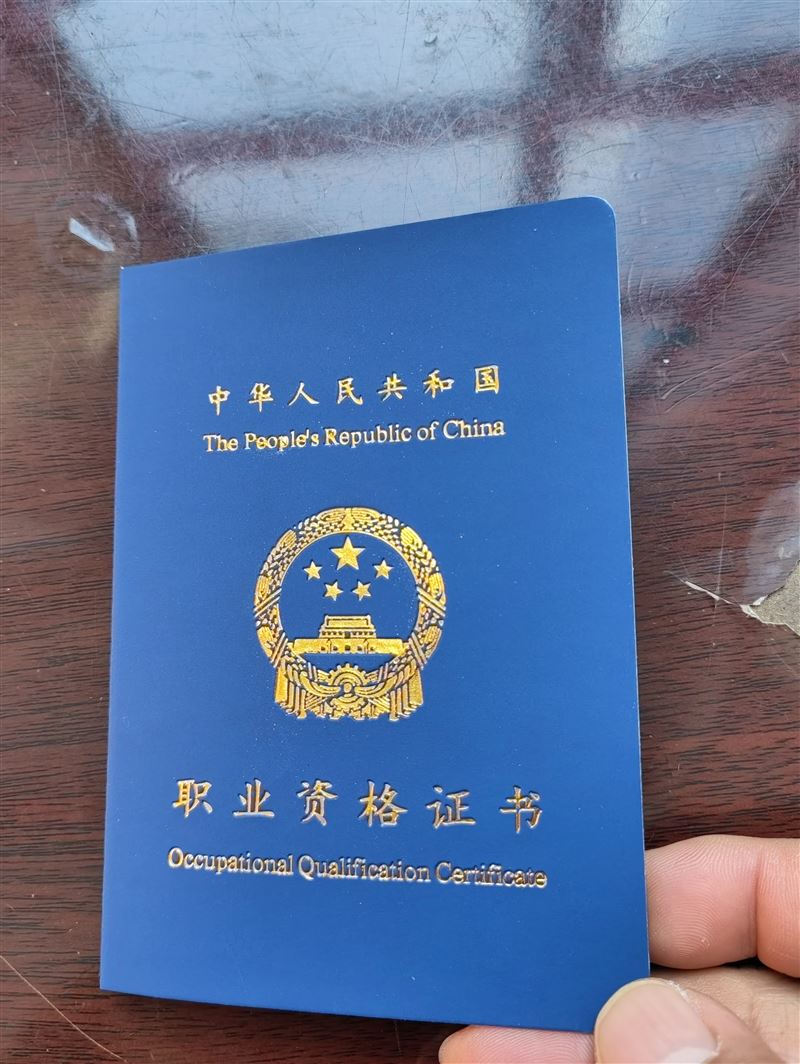 中华人民共和国
The People's Republic of China
职业资格证书
Occupational Qualification Certificate